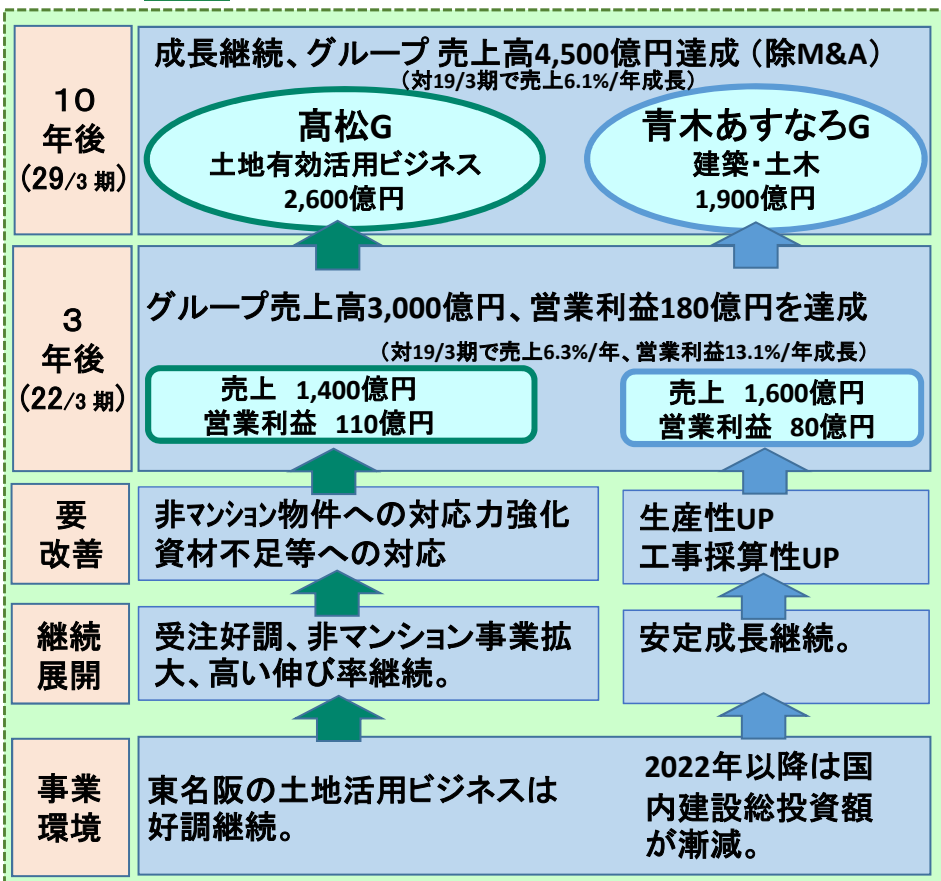 10
年後
(29/3 期)
成長継続、グループ 売上高4,500億円達成（除M&A）
（対19/3期で売上6.1%/年成長）
髙松G
土地有効活用ビジネス
2,600億円
青木あすなろG
建築・土木
1,900億円
3
年後
(22/3 期)
グループ売上高3,000億円、営業利益180億円を達成
（対19/3期で売上6.3%/年、営業利益13.1%/年成長）
売上 1,400億円
営業利益 110億円
売上 1,600億円
営業利益 80億円
要
改善
非マンション物件への対応力強化
資材不足等への対応
生産性UP
工事採算性UP
継続
展開
受注好調、非マンション事業拡
大、高い伸び率継続。
安定成長継続。
事業
環境
東名阪の土地活用ビジネスは
好調継続。
2022年以降は国
内建設総投資額
が漸減。